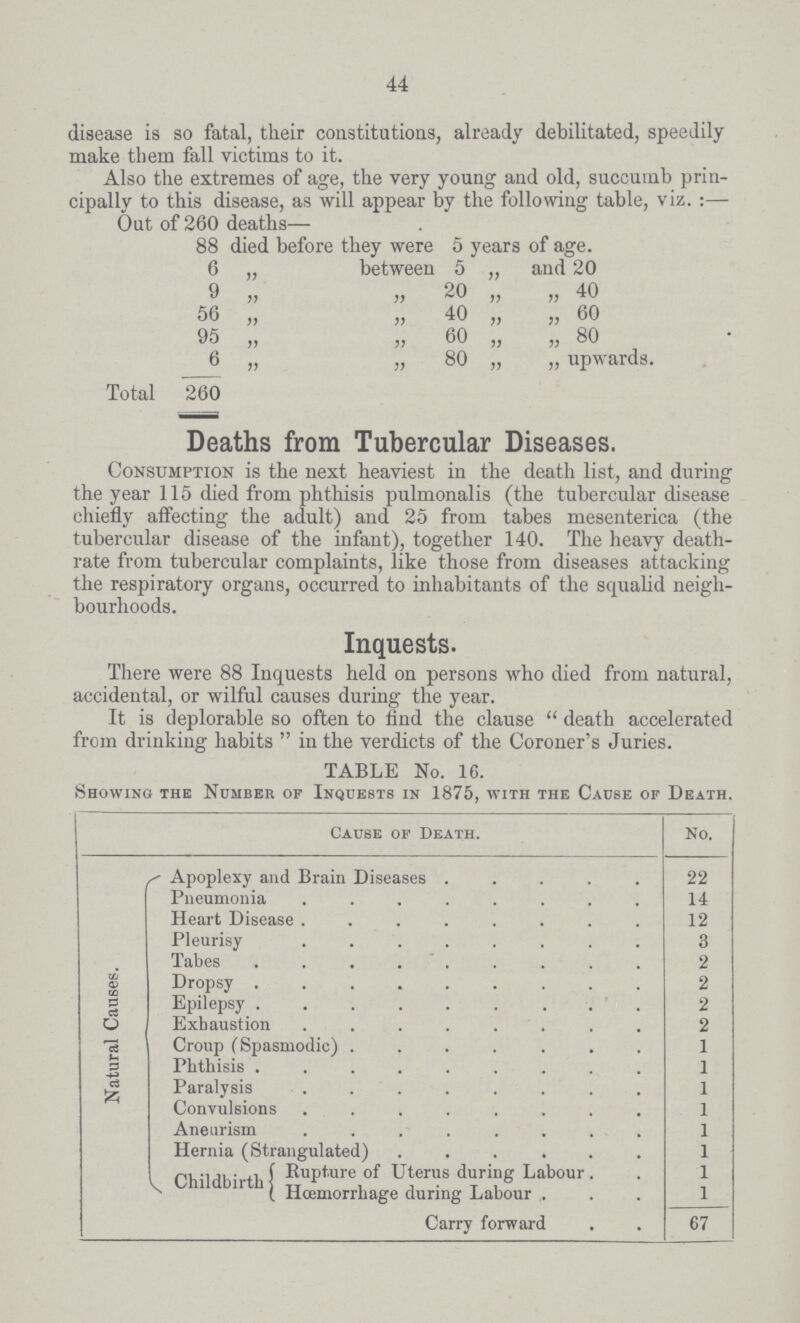 44
disease is so fatal, their constitutions, already debilitated, speedily
make them fall victims to it.
Also the extremes of age, the very young and old, succumb prin-
cipally to this disease, as will appear by the following table, viz. :—
Out of 260 deaths—
88 died before they were 5 years of age.
6 „ between 5 „ and 20
9 „ „ 20 „ „ 40
56 „ „ 40 „ „ 60
95 „ „ 60 „ „ 80
6 „ „ 80 „ „ upwards.
Total 260
Deaths from Tubercular Diseases.
Consumption is the next heaviest in the death list, and during
the year 115 died from phthisis pulmonalis (the tubercular disease
chiefly affecting the adult) and 25 from tabes mesenterica (the
tubercular disease of the infant), together 140. The heavy death-
rate from tubercular complaints, like those from diseases attacking
the respiratory organs, occurred to inhabitants of the squalid neigh-
bourhoods.
Inquests.
There were 88 Inquests held on persons who died from natural,
accidental, or wilful causes during the year.
It is deplorable so often to find the clause “ death accelerated
from drinking habits ” in the verdicts of the Coroner's Juries.
TABLE No. 16.
Showing the Number of Inquests in 1875, with the Cause of Death.
Cause of Death. No.
Natural Causes.
Apoplexy and Brain Diseases . . . . . 22
Pneumonia . . . . . . . . 14
Heart Disease . . . . . . . . 12
Pleurisy . . . . . . . . 3
Tabes . . . . . . . . . 2
Dropsy . . . . . . . . . 2
Epilepsy . . . . . . . . . 2
Exhaustion . . . . . . . . 2
Croup (Spasmodic) . . . . . . . 1
Phthisis . . . . . . . . . 1
Paralysis . . . . . . . . 1
Convulsions . . . . . . . . 1
Aneurism . . . . . . . . 1
Hernia (Strangulated) . . . . . . 1
Childbirth { Rupture of Uterus during Labour . . 1
{ Hœmorrhage during Labour . . . 1
Carry forward . . 67